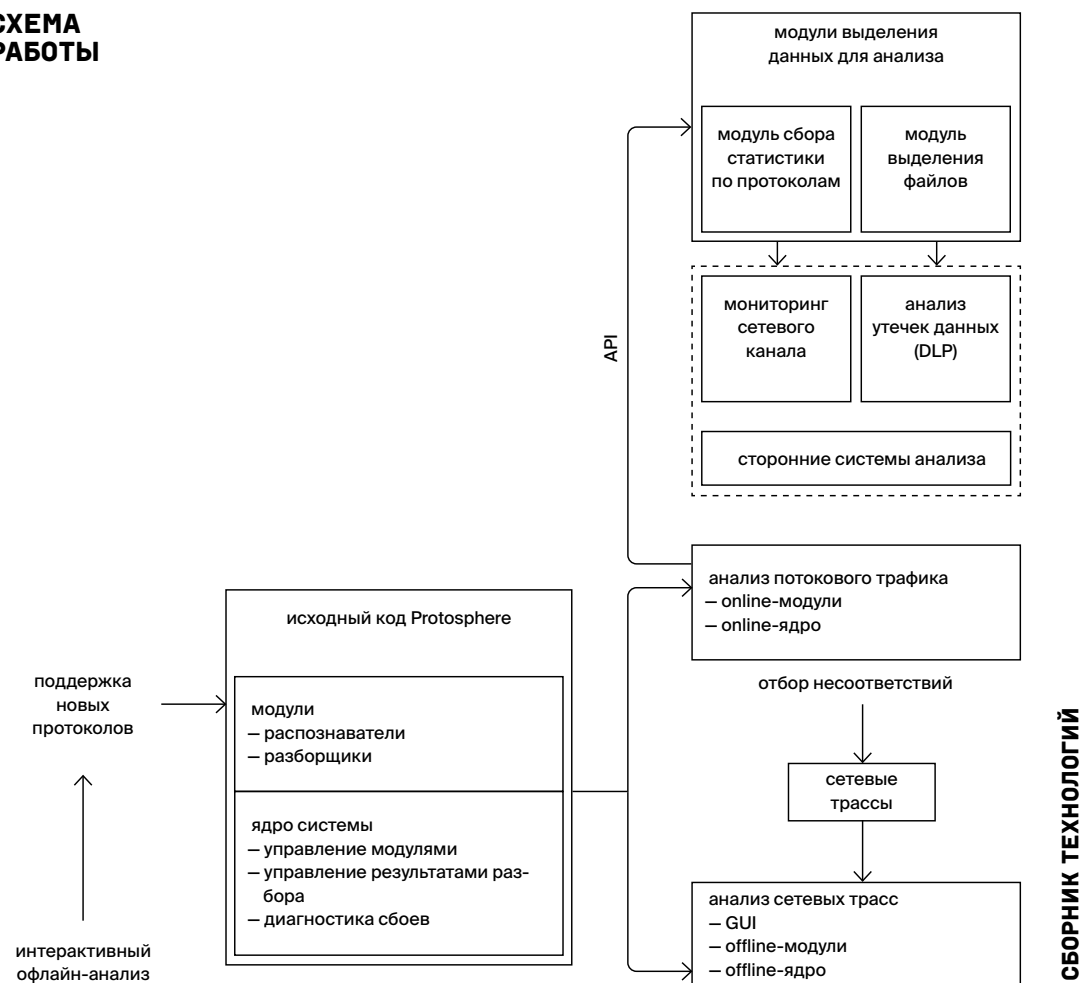 СХЕМА
РАБОТЫ
модули выделения
данных для анализа
модуль сбора
статистики
по протоколам
модуль
выделения
файлов
мониторинг
сетевого
канала
анализ
утечек данных
(DLP)
сторонние системы анализа
API
анализ потокового трафика
— online-модули
— online-ядро
отбор несоответствий
сетевые
трассы
анализ сетевых трасс
— GUI
— offline-модули
— offline-ядро
исходный код Protosphere
модули
— распознаватели
— разборщики
ядро системы
— управление модулями
— управление результатами раз-
бора
— диагностика сбоев
поддержка
новых
протоколов
интерактивный
офлайн-анализ
СБОРНИК ТЕХНОЛОГИЙ